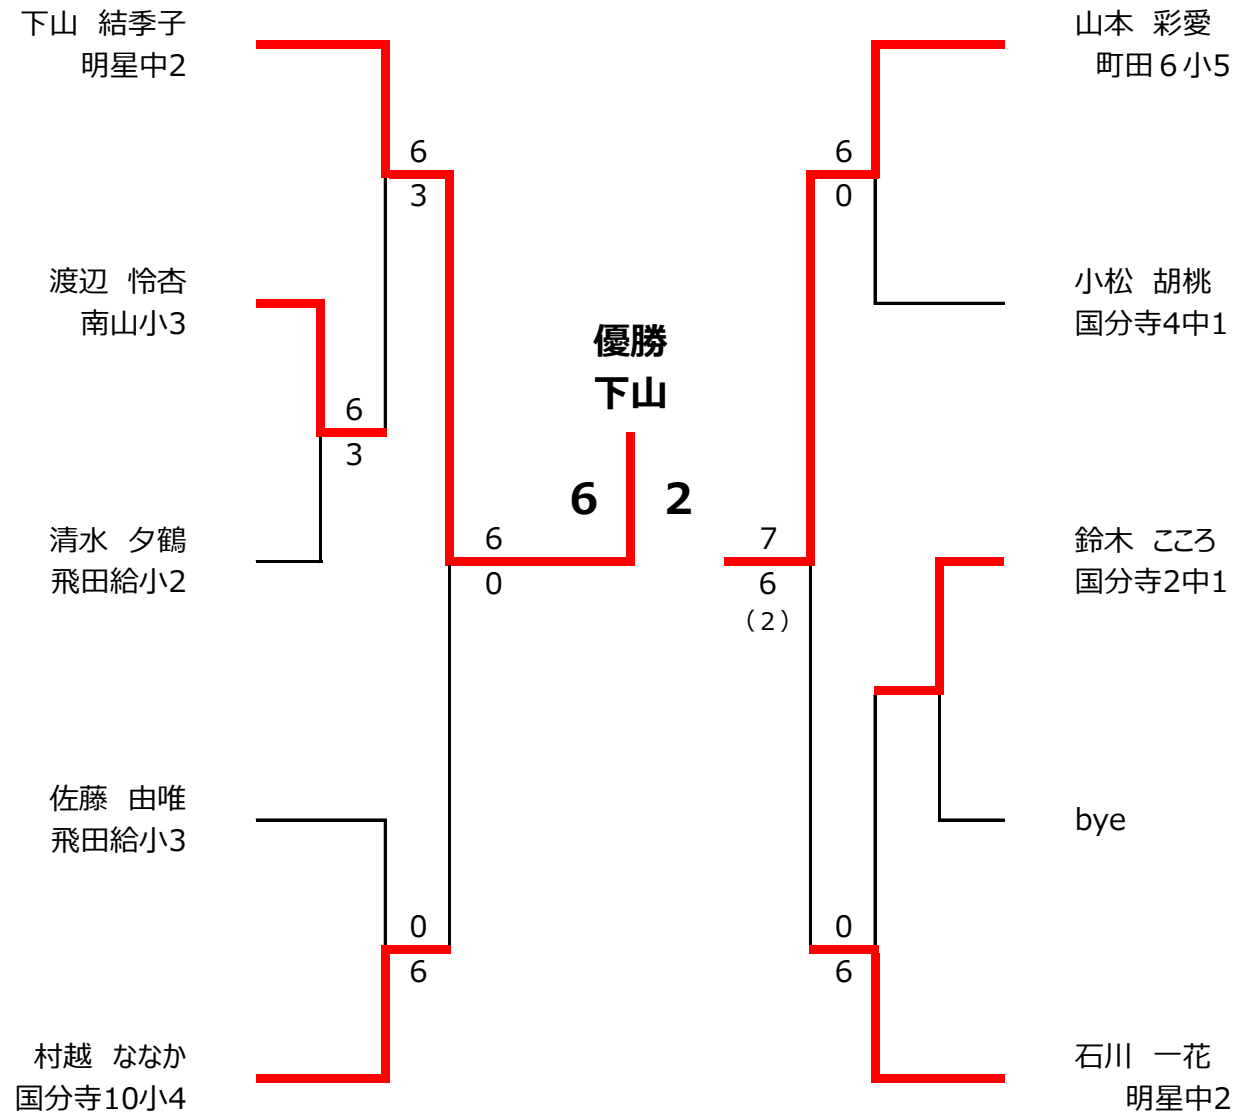 下山 結季子
明星中2
渡辺 怜杏
南山小3
清水 夕鶴
飛田給小2
佐藤 由唯
飛田給小3
村越 ななか
国分寺10小4
6
3
6
3
0
6
6
0
優勝
下山
6 2
7
6
（2）
6
0
0
6
山本 彩愛
町田６小5
小松 胡桃
国分寺4中1
鈴木 こころ
国分寺2中1
bye
石川 一花
明星中2